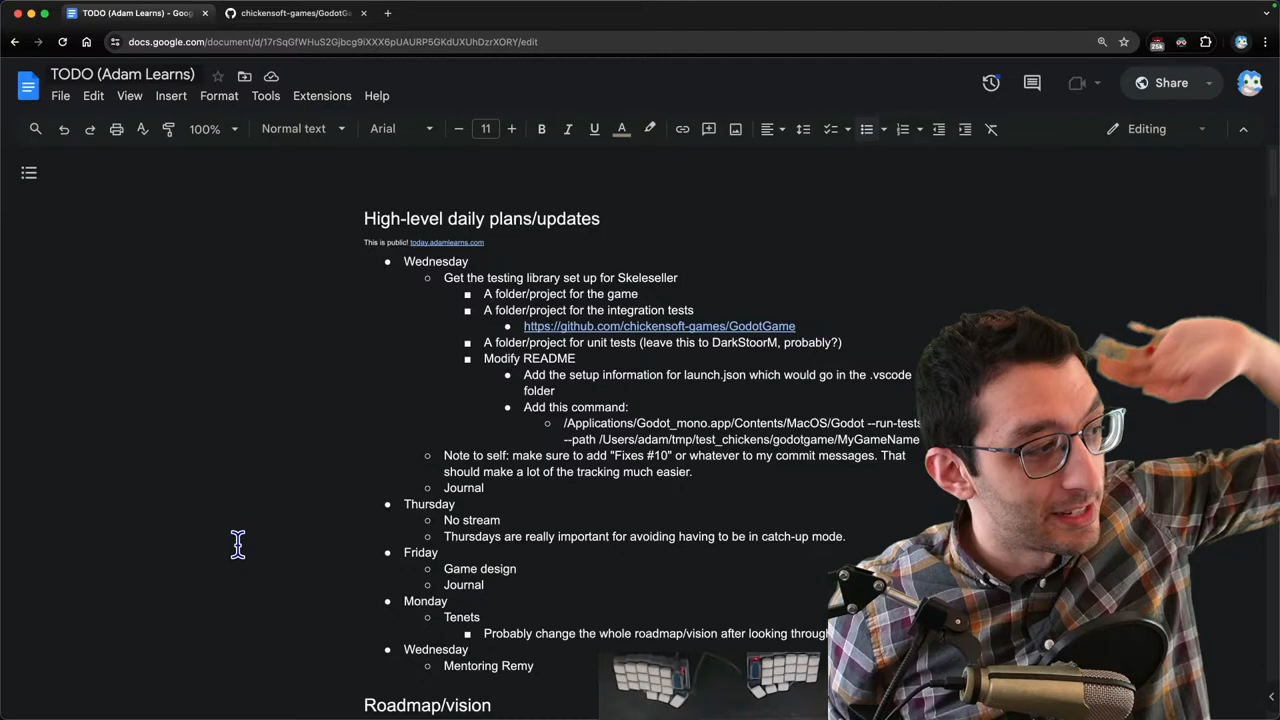 TODO (Adam Learns) - Goog
chickensoft-games/GodotG
docs.google.com/document/d/17rSqGfWHuS2Gjbcg9iXXX6pUAURP5GKdUXUhDzrXORY/edit
25k
TODO (Adam Learns)
File Edit View Insert Format Tools Extensions Help
Share
100% Normal text Arial 11 Editing
High-level daily plans/updates
This is public! today.adamlearns.com
● Wednesday
○ Get the testing library set up for Skeleseller
■ A folder/project for the game
■ A folder/project for the integration tests
● https://github.com/chickensoft-games/GodotGame
■ A folder/project for unit tests (leave this to DarkStoorM, probably?)
■ Modify README
● Add the setup information for launch.json which would go in the .vscode
folder
● Add this command:
○ /Applications/Godot_mono.app/Contents/MacOS/Godot --run-tests
--path /Users/adam/tmp/test_chickens/godotgame/MyGameName
○ Note to self: make sure to add "Fixes #10" or whatever to my commit messages. That
should make a lot of the tracking much easier.
○ Journal
● Thursday
○ No stream
○ Thursdays are really important for avoiding having to be in catch-up mode.
● Friday
○ Game design
○ Journal
● Monday
○ Tenets
■ Probably change the whole roadmap/vision after looking through
● Wednesday
○ Mentoring Remy
Roadmap/vision